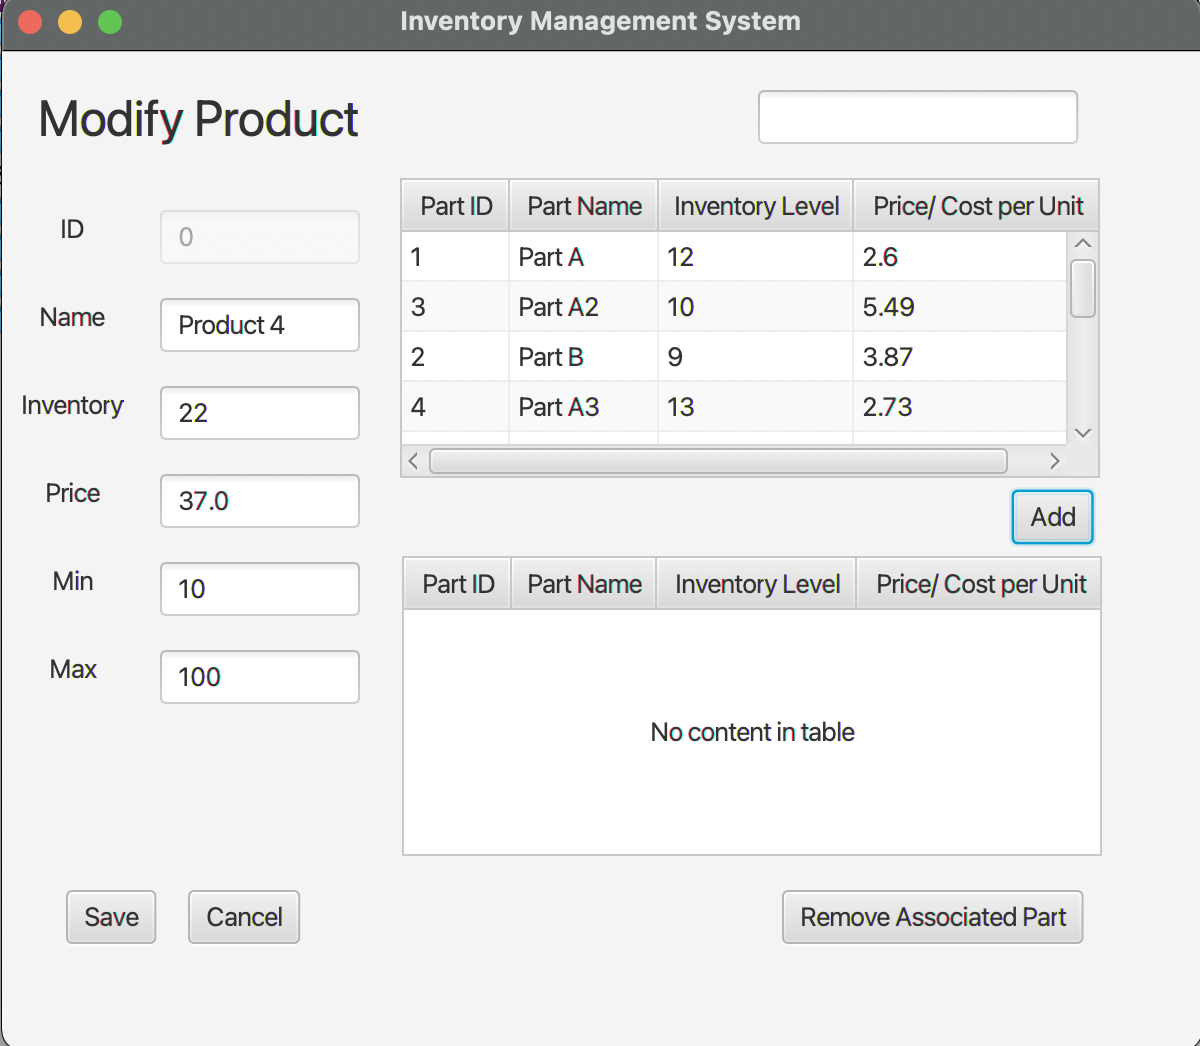 Inventory Management System
Modify Product
ID 0
Name Product 4
Inventory 22
Price 37.0
Min 10
Max 100
Part ID Part Name Inventory Level Price/ Cost per Unit
1 Part A 12 2.6
3 Part A2 10 5.49
2 Part B 9 3.87
4 Part A3 13 2.73
Add
Part ID Part Name Inventory Level Price/ Cost per Unit
No content in table
Save Cancel Remove Associated Part